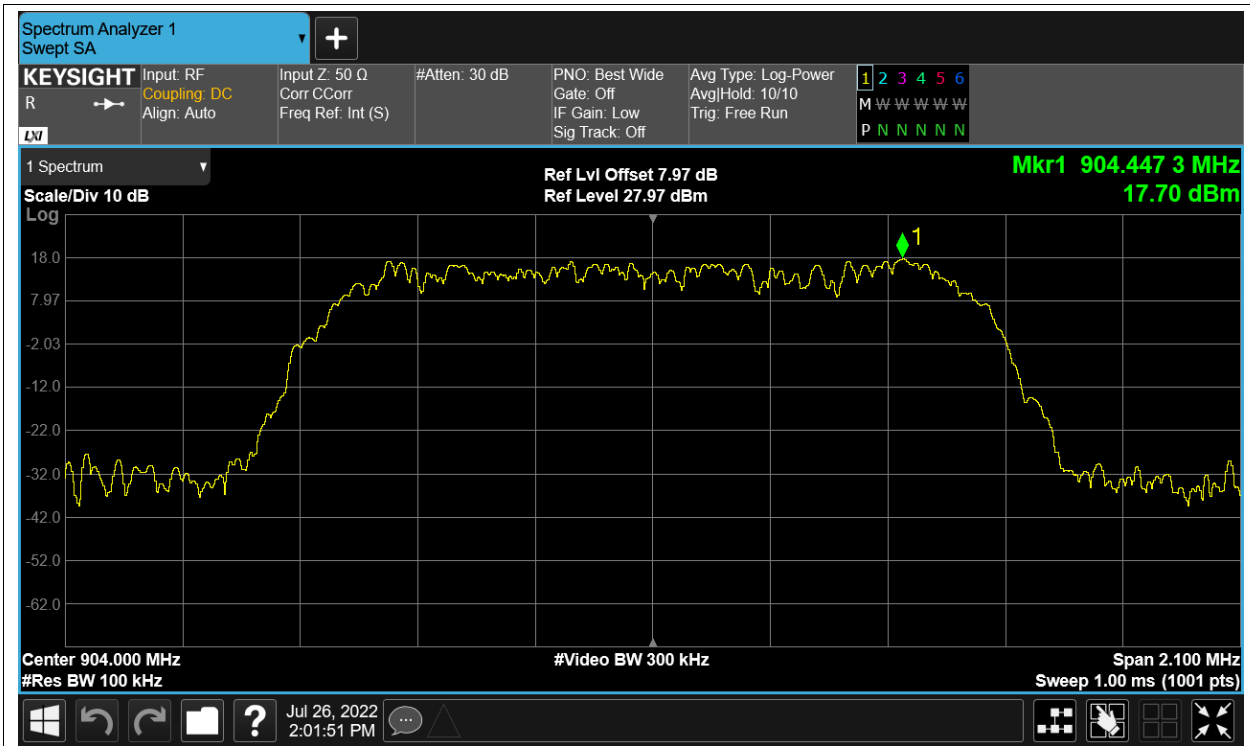 Spectrum Analyzer 1
Swept SA
KEYSIGHT
R
LXI
Input: RF
Coupling: DC
Align: Auto
Input Z: 50 Ω
Corr CCorr
Freq Ref: Int (S)
#Atten: 30 dB
PNO: Best Wide
Gate: Off
IF Gain: Low
Sig Track: Off
Avg Type: Log-Power
Avg|Hold: 10/10
Trig: Free Run
1 2 3 4 5 6
M W W W W W
P N N N N N
1 Spectrum
Scale/Div 10 dB
Ref Lvl Offset 7.97 dB
Ref Level 27.97 dBm
Mkr1 904.447 3 MHz
17.70 dBm
Log
1
18.0
7.97
-2.03
-12.0
-22.0
-32.0
-42.0
-52.0
-62.0
Center 904.000 MHz
#Video BW 300 kHz
Span 2.100 MHz
#Res BW 100 kHz
Sweep 1.00 ms (1001 pts)
?
Jul 26, 2022
2:01:51 PM